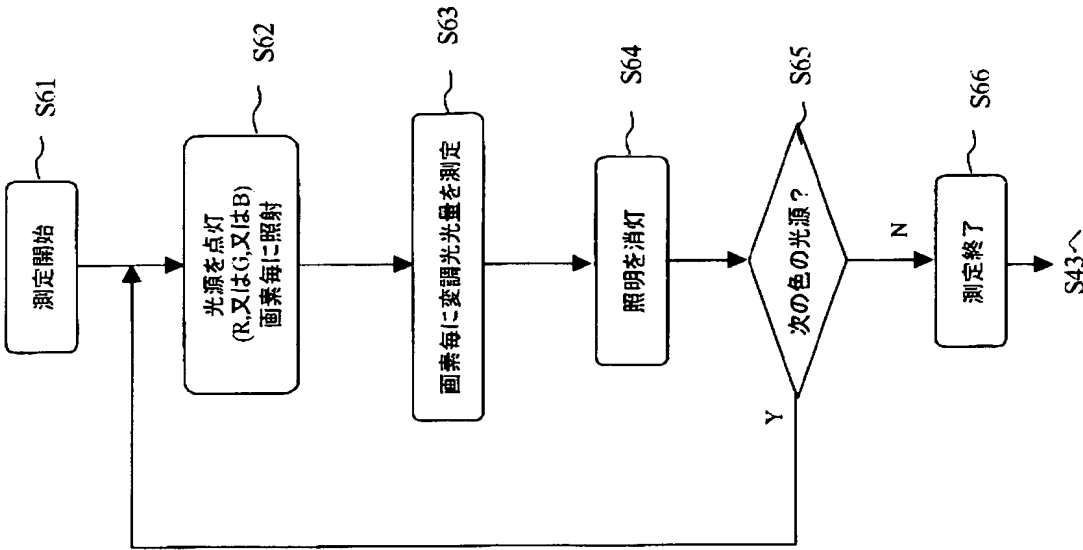 測定開始
S61
光源を点灯
(R,又はG,又はB)
画素毎に照射
S62
画素毎に変調光光量を測定
S63
照明を消灯
S64
次の色の光源？
S65
Y
N
測定終了
S66
S43へ